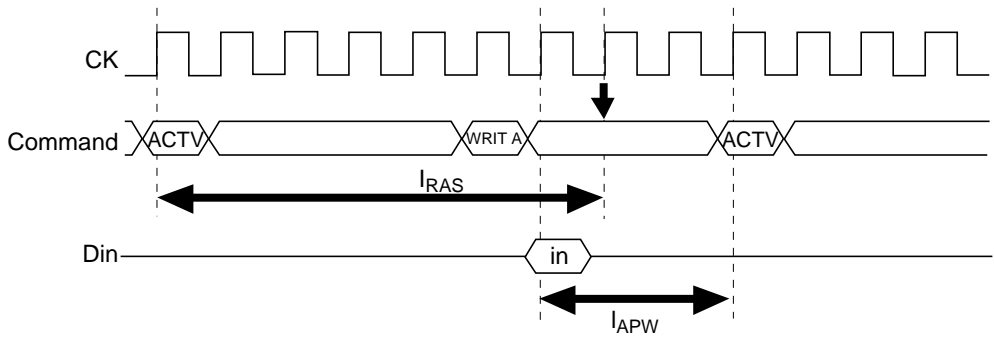 CK
Command ACTV WRIT A ACTV
IRAS
Din in
IAPW